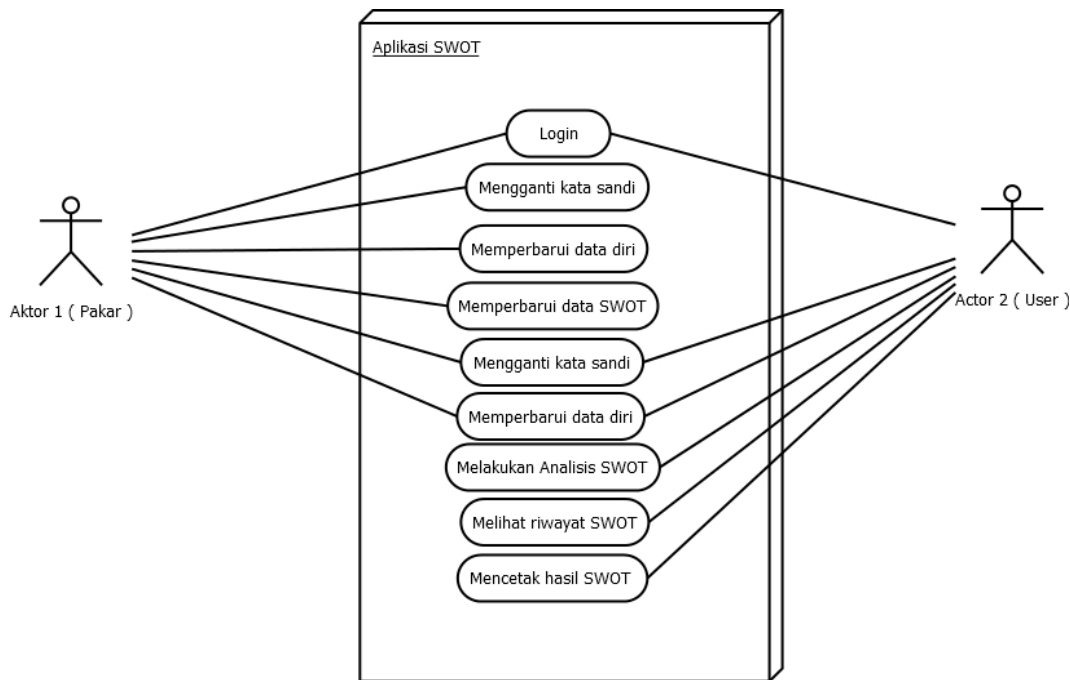 Aplikasi SWOT
Login
Mengganti kata sandi
Memperbarui data diri
Memperbarui data SWOT
Mengganti kata sandi
Memperbarui data diri
Melakukan Analisis SWOT
Melihat riwayat SWOT
Mencetak hasil SWOT
Aktor 1 ( Pakar )
Actor 2 ( User )